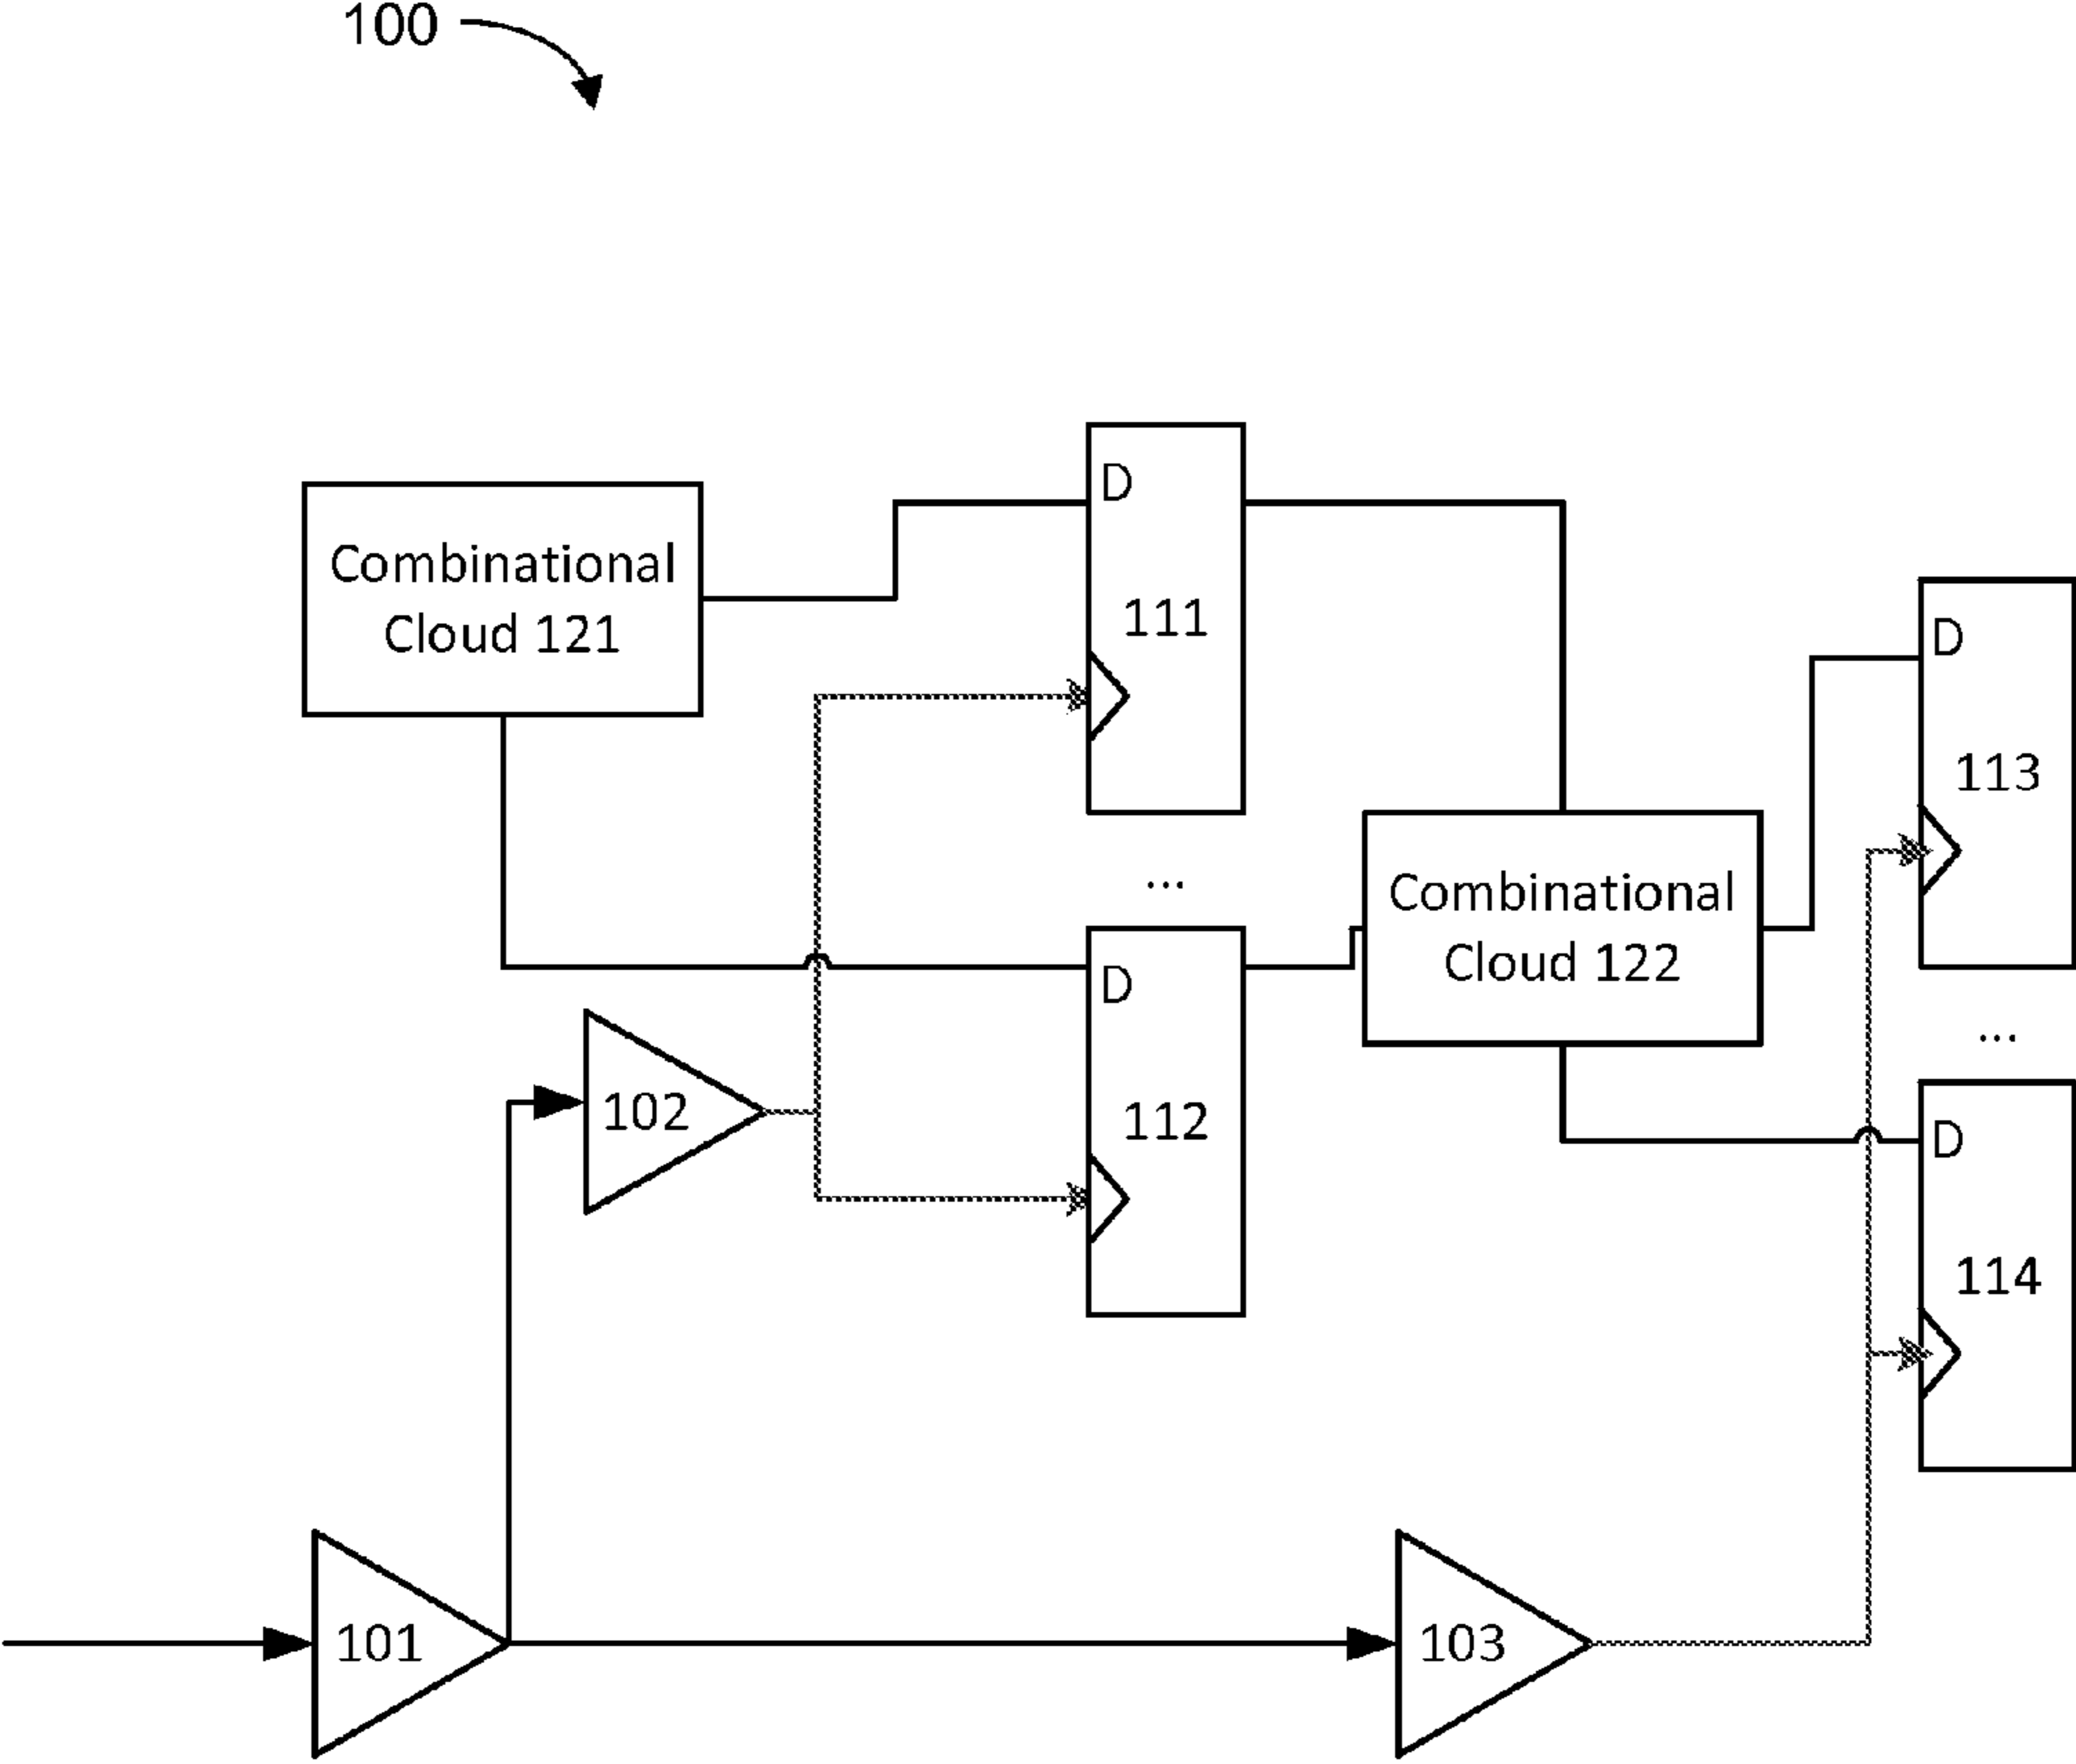 100
D
Combinational
Cloud 121
111
D
113
...
Combinational
Cloud 122
D
102
112
...
D
114
101
103